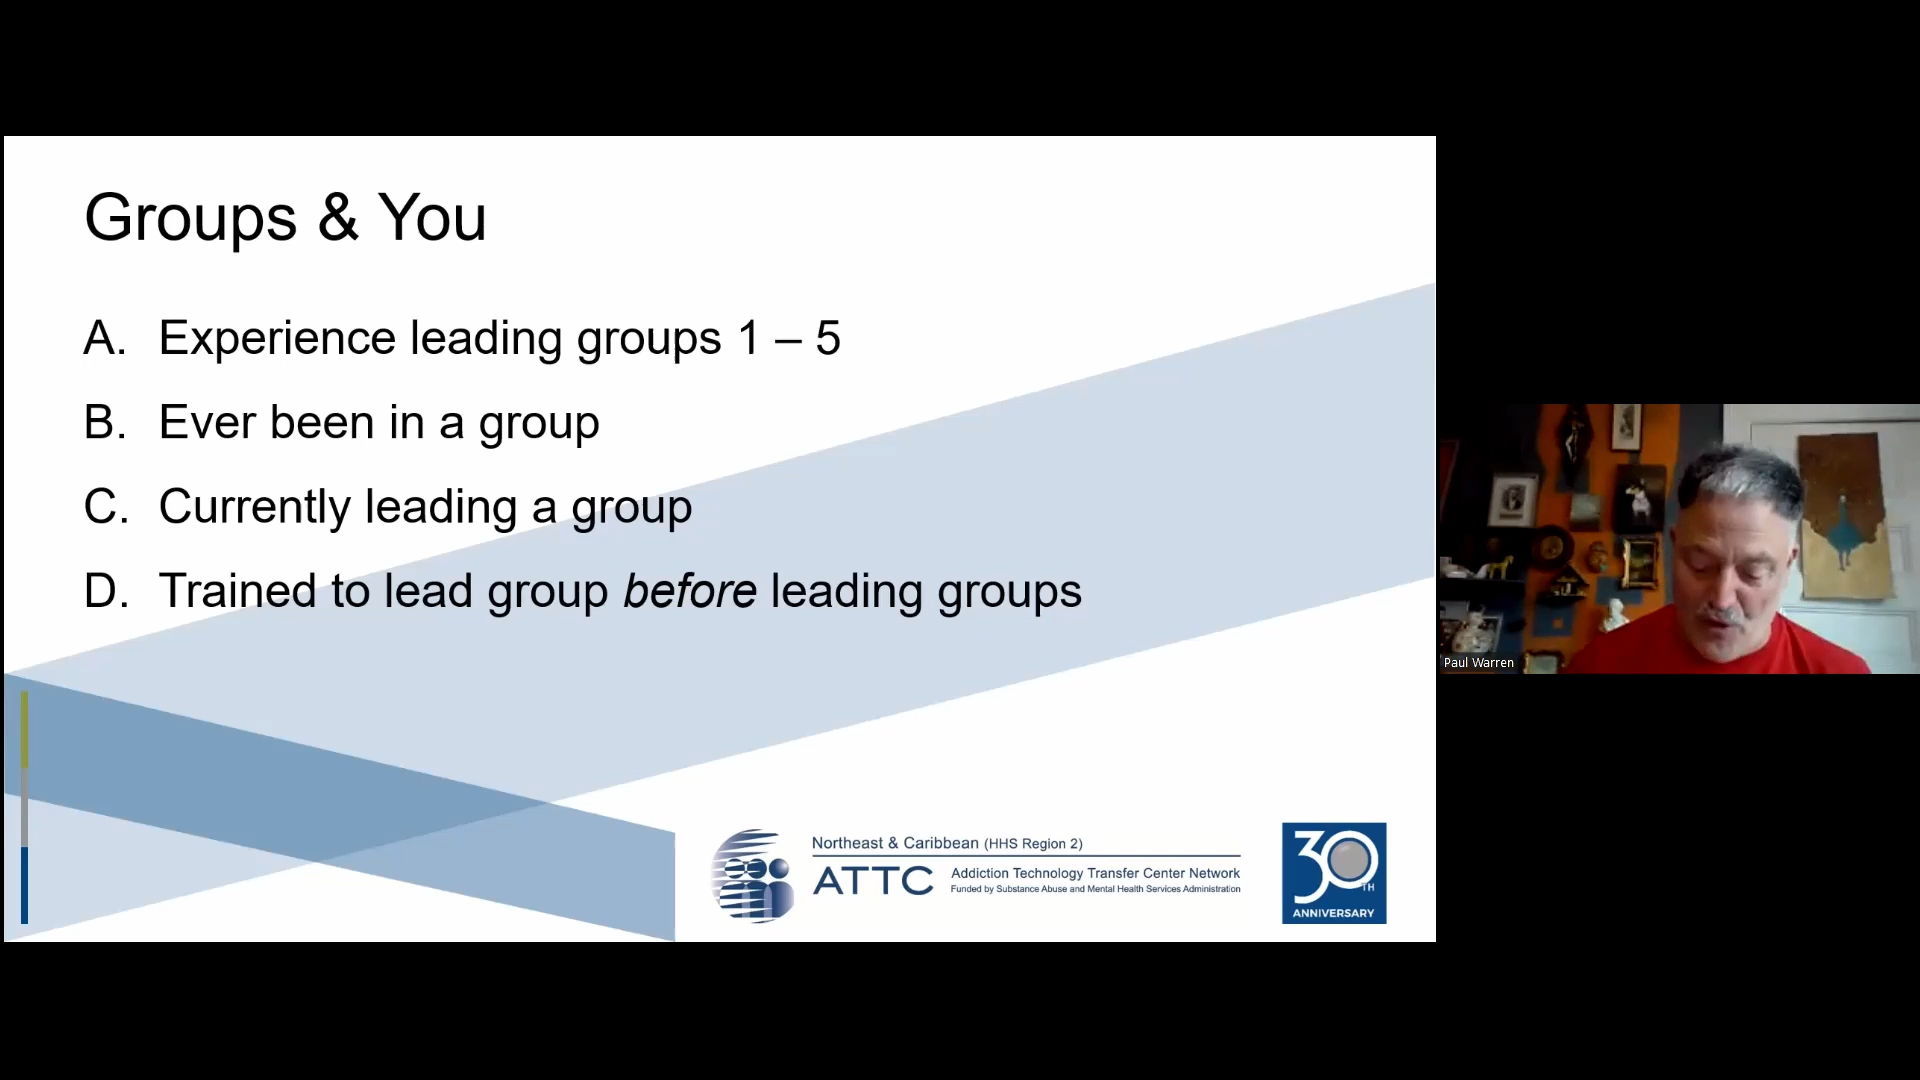 Groups & You
A. Experience leading groups 1 – 5
B. Ever been in a group
C. Currently leading a group
D. Trained to lead group before leading groups
Northeast & Caribbean (HHS Region 2)
ATTC
Addiction Technology Transfer Center Network
Funded by Substance Abuse and Mental Health Services Administration
30TH
ANNIVERSARY
Paul Warren